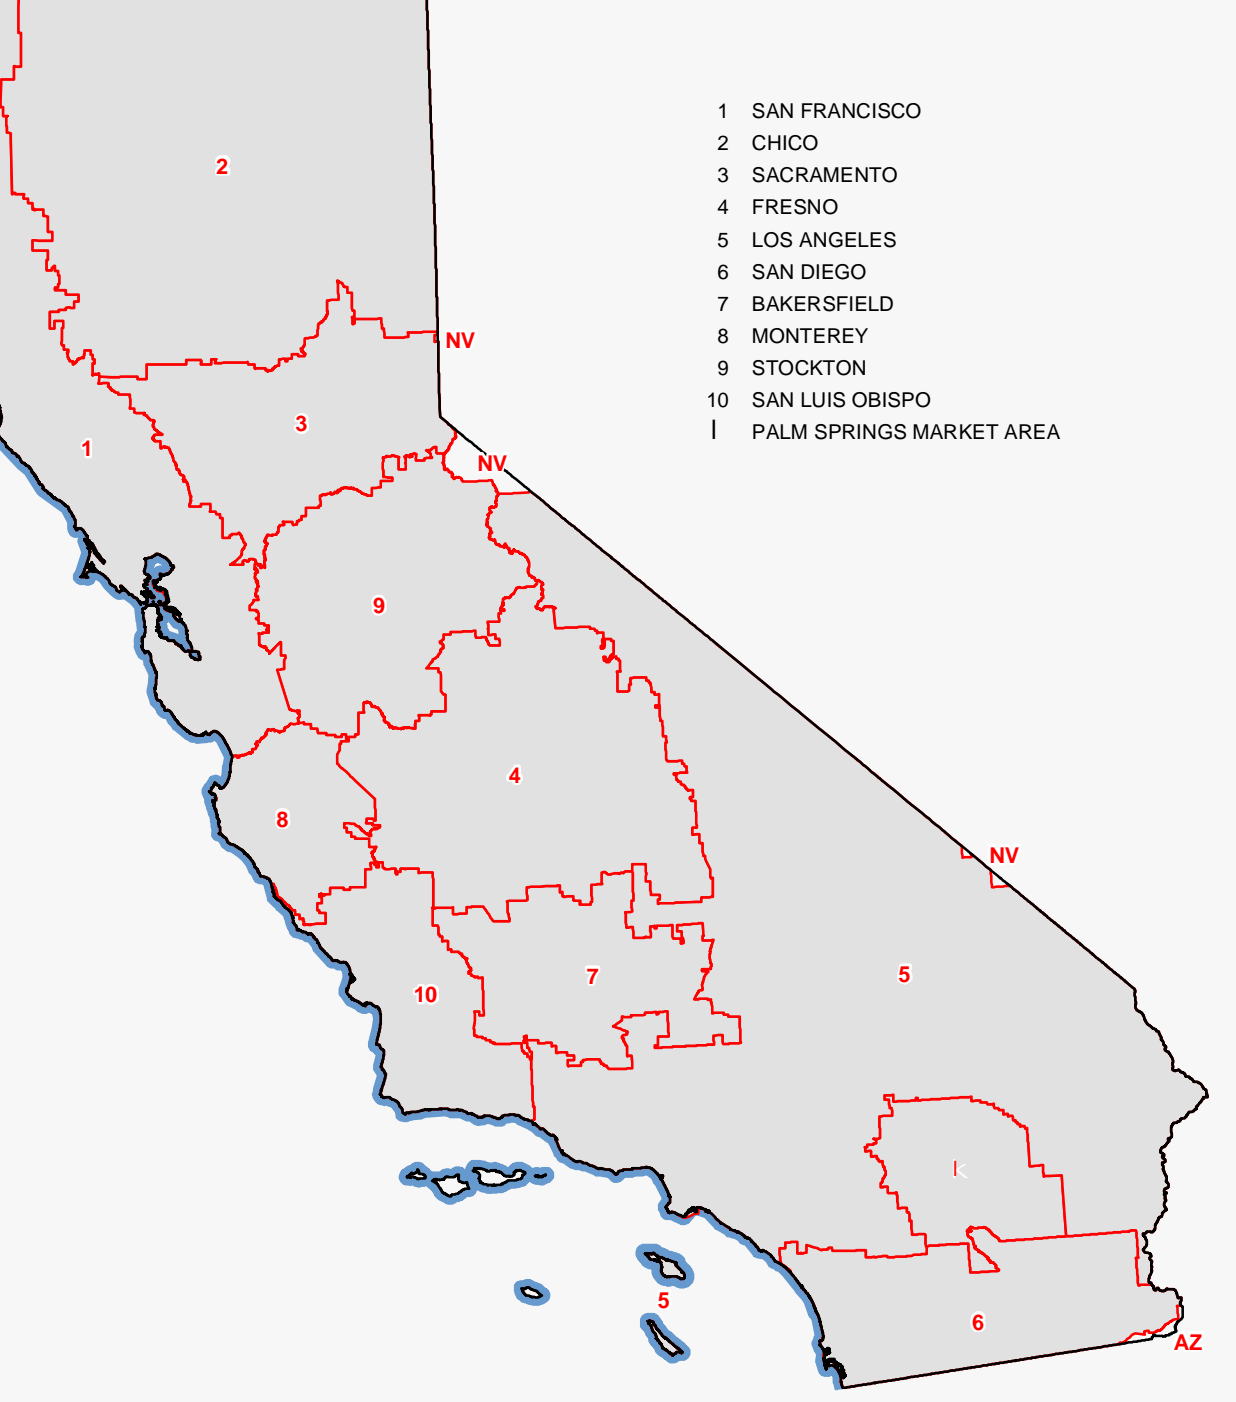 2
1 SAN FRANCISCO
2 CHICO
3 SACRAMENTO
4 FRESNO
5 LOS ANGELES
6 SAN DIEGO
7 BAKERSFIELD
8 MONTEREY
9 STOCKTON
10 SAN LUIS OBISPO
l PALM SPRINGS MARKET AREA
NV
3
1
NV
9
4
8
NV
5
7
10
5
6
AZ